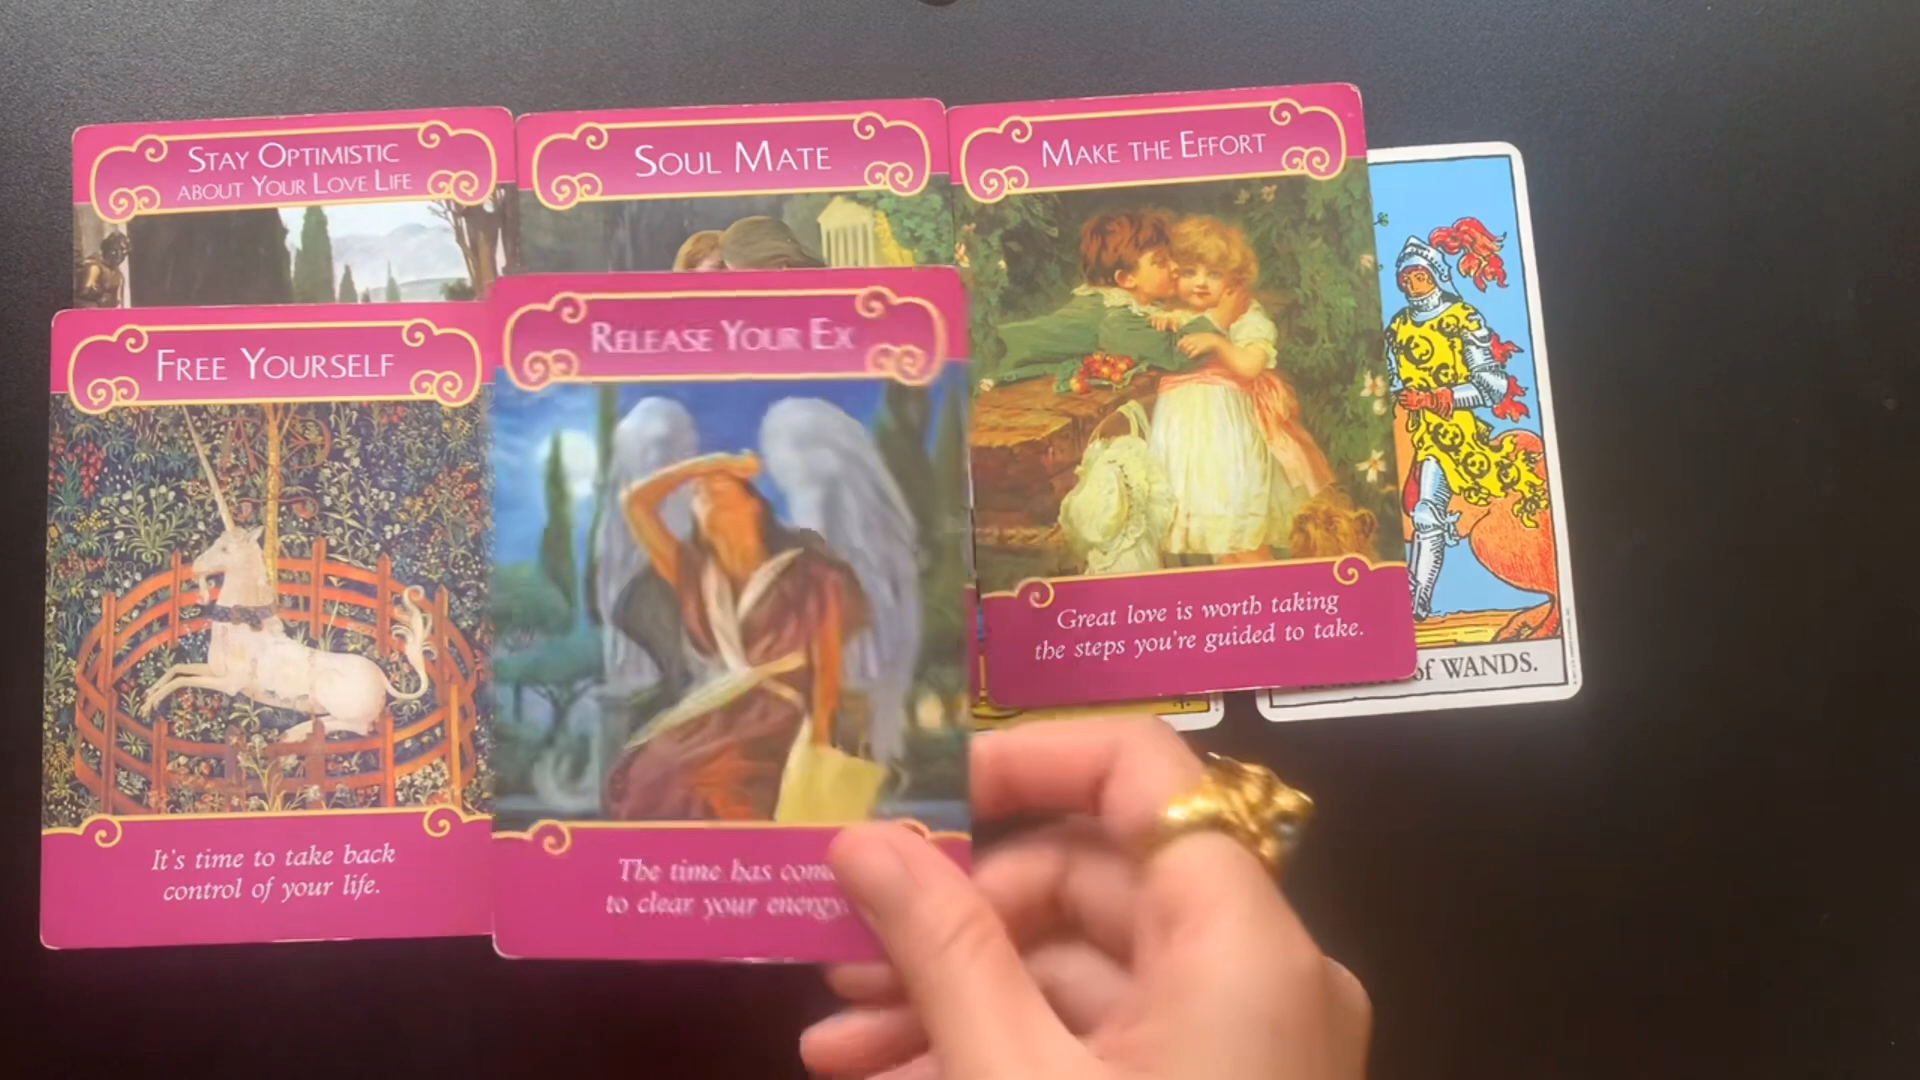 STAY OPTIMISTIC
ABOUT YOUR LOVE LIFE
SOUL MATE
MAKE THE EFFORT
Great love is worth taking
the steps you're guided to take.
of WANDS.
FREE YOURSELF
It's time to take back
control of your life.
RELEASE YOUR EX
The time has come
to clear your energy.